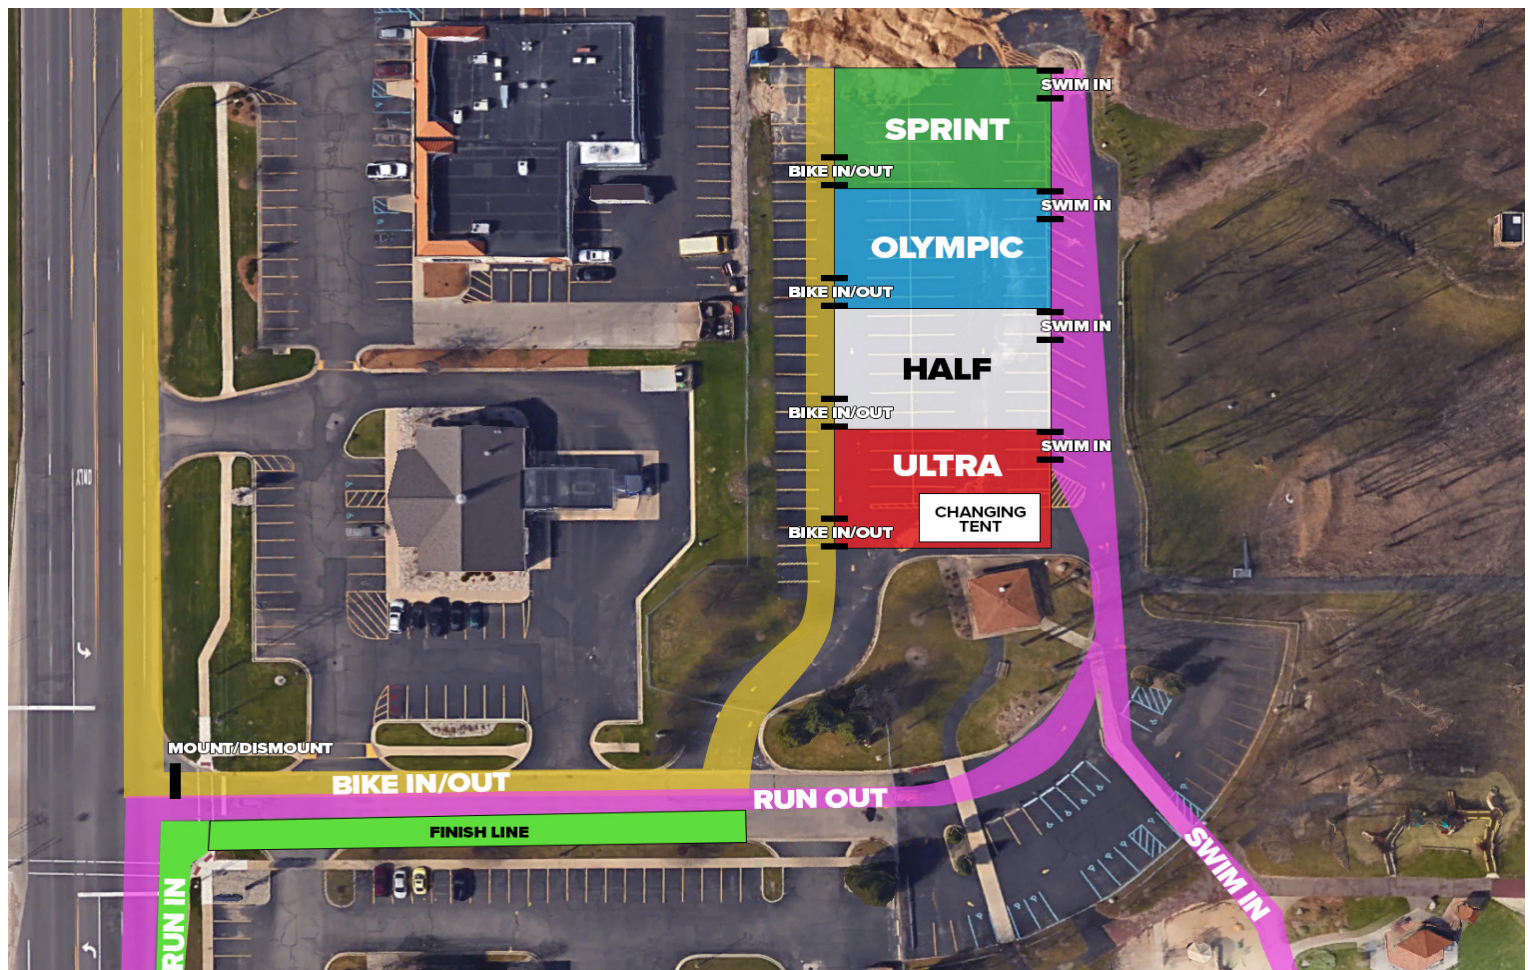 SWIM IN
SPRINT
BIKE IN/OUT
SWIM IN
OLYMPIC
BIKE IN/OUT
SWIM IN
HALF
BIKE IN/OUT
SWIM IN
ULTRA
CHANGING
TENT
BIKE IN/OUT
ONLY
MOUNT/DISMOUNT
BIKE IN/OUT
RUN OUT
FINISH LINE
SWIM IN
RUN IN